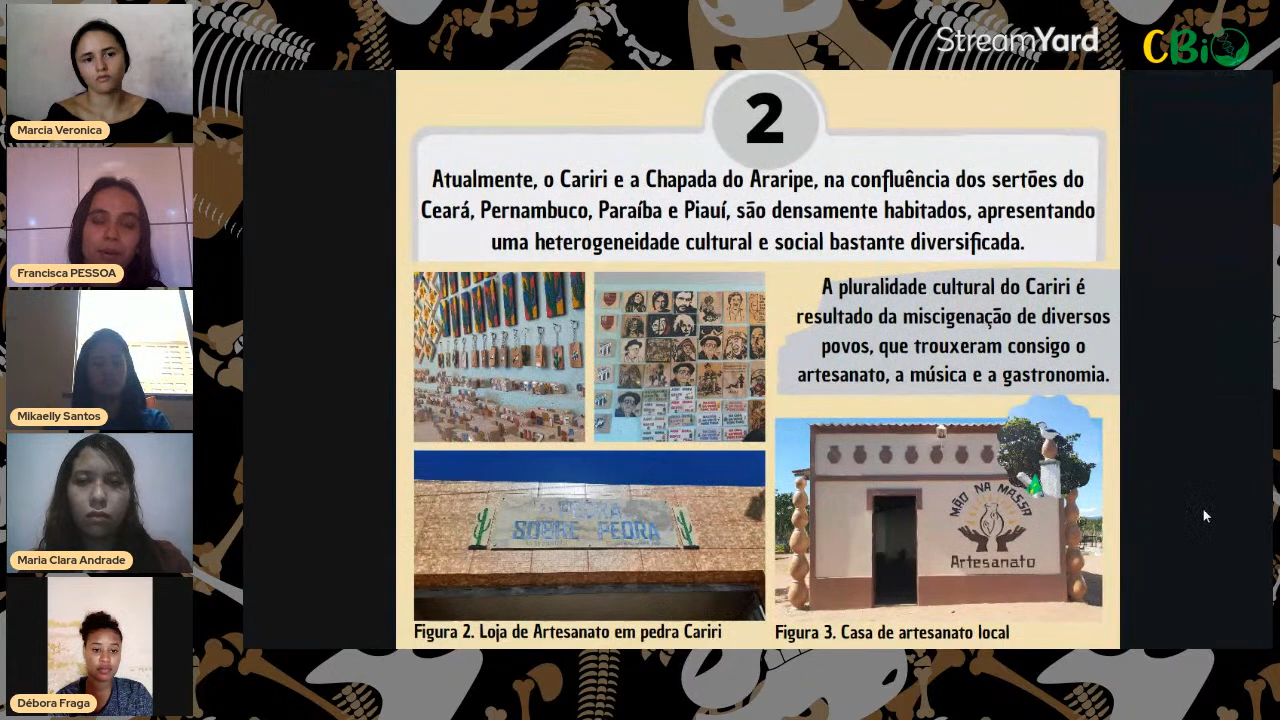 StreamYard
CBiO
Marcia Veronica
Francisca PESSOA
Mikaelly Santos
Maria Clara Andrade
Débora Fraga
2
Atualmente, o Cariri e a Chapada do Araripe, na confluência dos sertões do
Ceará, Pernambuco, Paraíba e Piauí, são densamente habitados, apresentando
uma heterogeneidade cultural e social bastante diversificada.
A pluralidade cultural do Cariri é
resultado da miscigenação de diversos
povos, que trouxeram consigo o
artesanato, a música e a gastronomia.
PEDRA
SOBRE PEDRA
MÃO NA MASSA
Artesanato
Figura 2. Loja de Artesanato em pedra Cariri
Figura 3. Casa de artesanato local